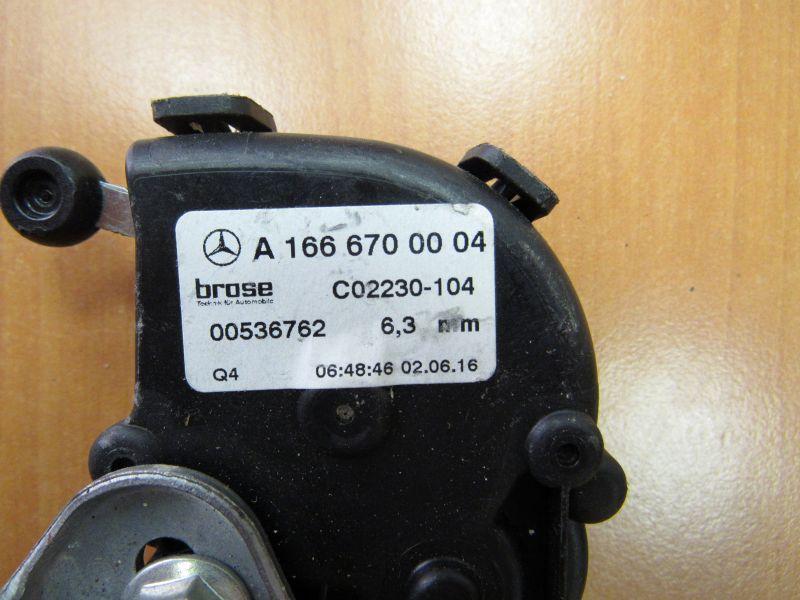 A 166 670 00 04
brose C02230-104
Technik für Automobile
00536762 6,3 mm
Q4 06:48:46 02.06.16